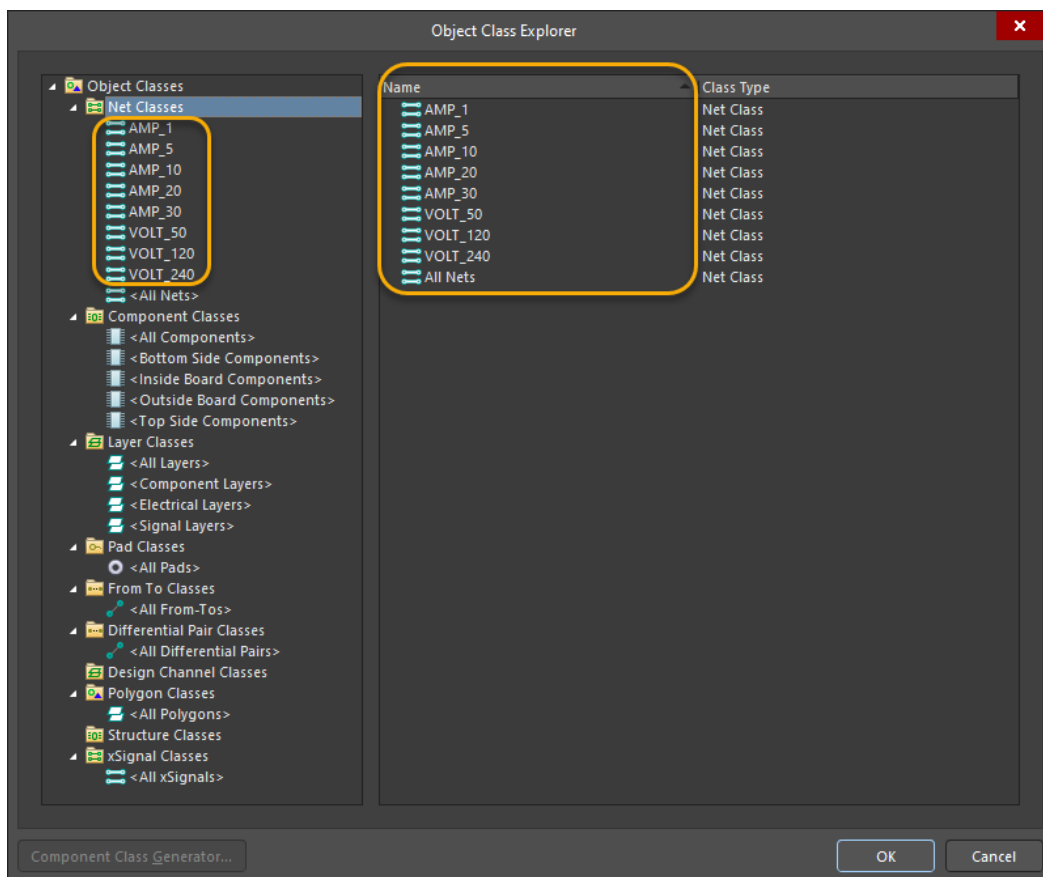 Object Class Explorer
Object Classes
Net Classes
AMP_1
AMP_5
AMP_10
AMP_20
AMP_30
VOLT_50
VOLT_120
VOLT_240
<All Nets>
Component Classes
<All Components>
<Bottom Side Components>
<Inside Board Components>
<Outside Board Components>
<Top Side Components>
Layer Classes
<All Layers>
<Component Layers>
<Electrical Layers>
<Signal Layers>
Pad Classes
<All Pads>
From To Classes
<All From-Tos>
Differential Pair Classes
<All Differential Pairs>
Design Channel Classes
Polygon Classes
<All Polygons>
Structure Classes
xSignal Classes
<All xSignals>
Name Class Type
AMP_1 Net Class
AMP_5 Net Class
AMP_10 Net Class
AMP_20 Net Class
AMP_30 Net Class
VOLT_50 Net Class
VOLT_120 Net Class
VOLT_240 Net Class
All Nets Net Class
Component Class Generator...
OK
Cancel